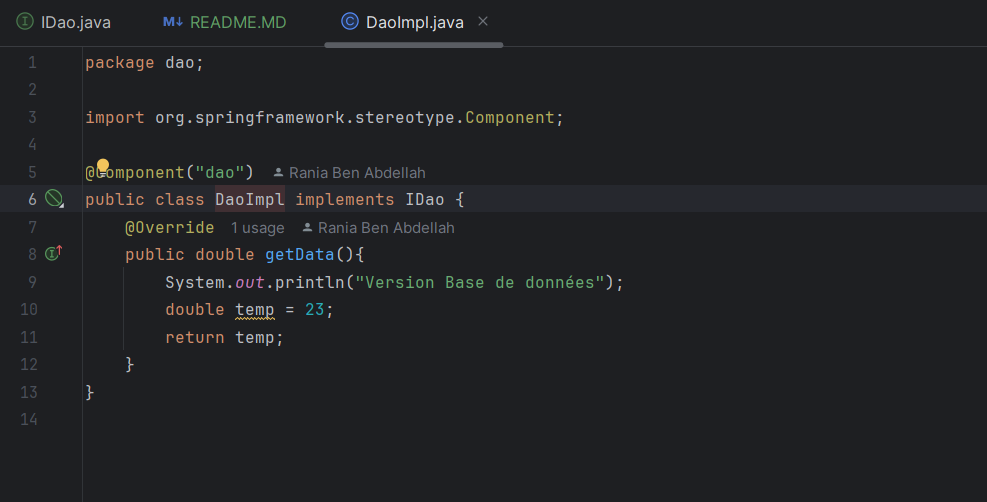 IDao.java README.MD DaoImpl.java
1 package dao;
2
3 import org.springframework.stereotype.Component;
4
5 @Component("dao") Rania Ben Abdellah
6 public class DaoImpl implements IDao {
7 @Override 1 usage Rania Ben Abdellah
8 public double getData(){
9 System.out.println("Version Base de données");
10 double temp = 23;
11 return temp;
12 }
13 }
14